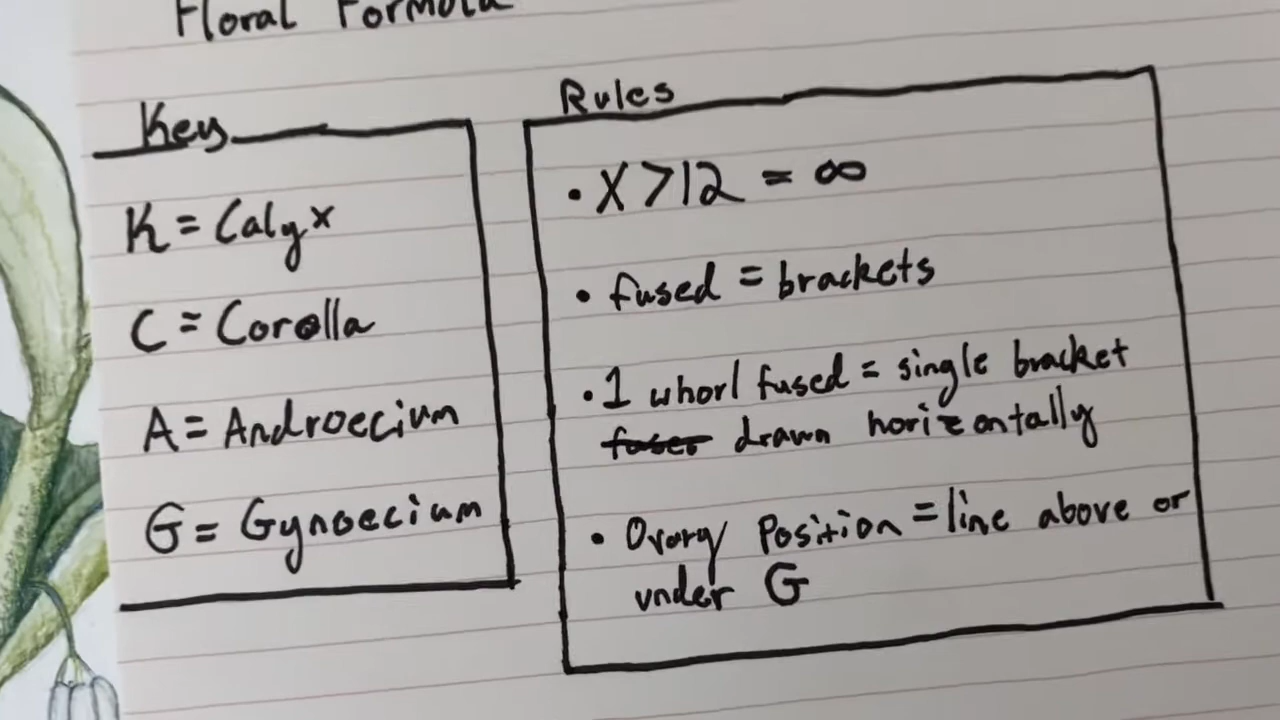 Floral Formula
Key
K = Calyx
C = Corolla
A = Androecium
G = Gynoecium
Rules
• X > 12 = ∞
• fused = brackets
• 1 whorl fused = single bracket
drawn horizontally
• Ovary Position = line above or
under G